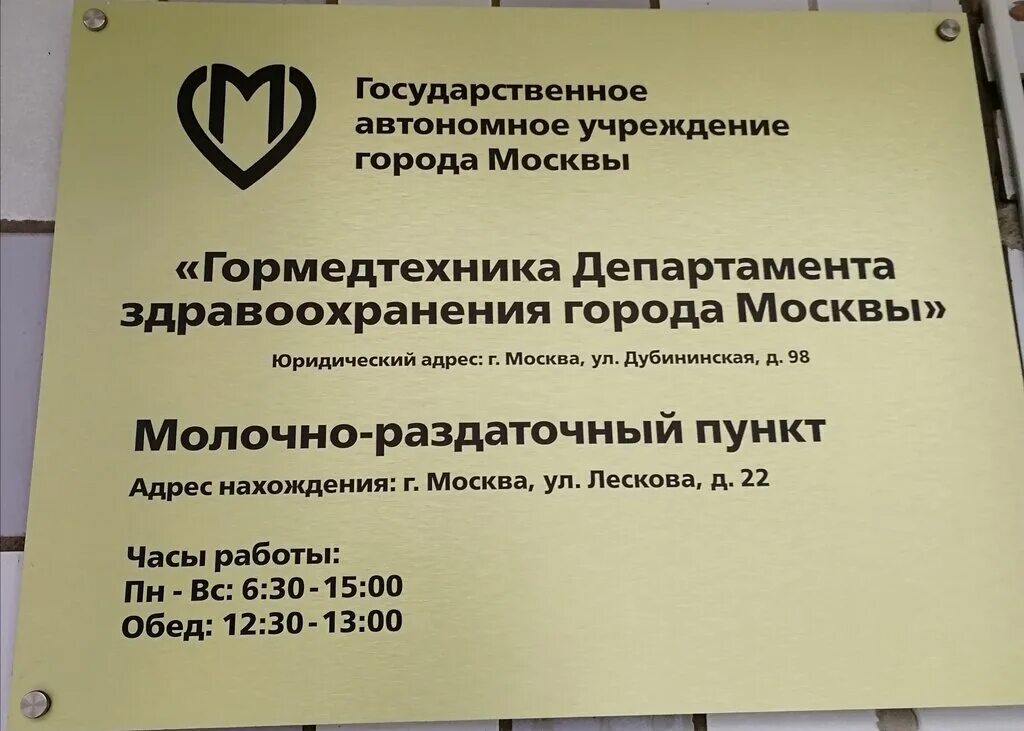 М
Государственное
автономное учреждение
города Москвы
«Гормедтехника Департамента
здравоохранения города Москвы»
Юридический адрес: г. Москва, ул. Дубининская, д. 98
Молочно-раздаточный пункт
Адрес нахождения: г. Москва, ул. Лескова, д. 22
Часы работы:
Пн - Вс: 6:30 - 15:00
Обед: 12:30 - 13:00